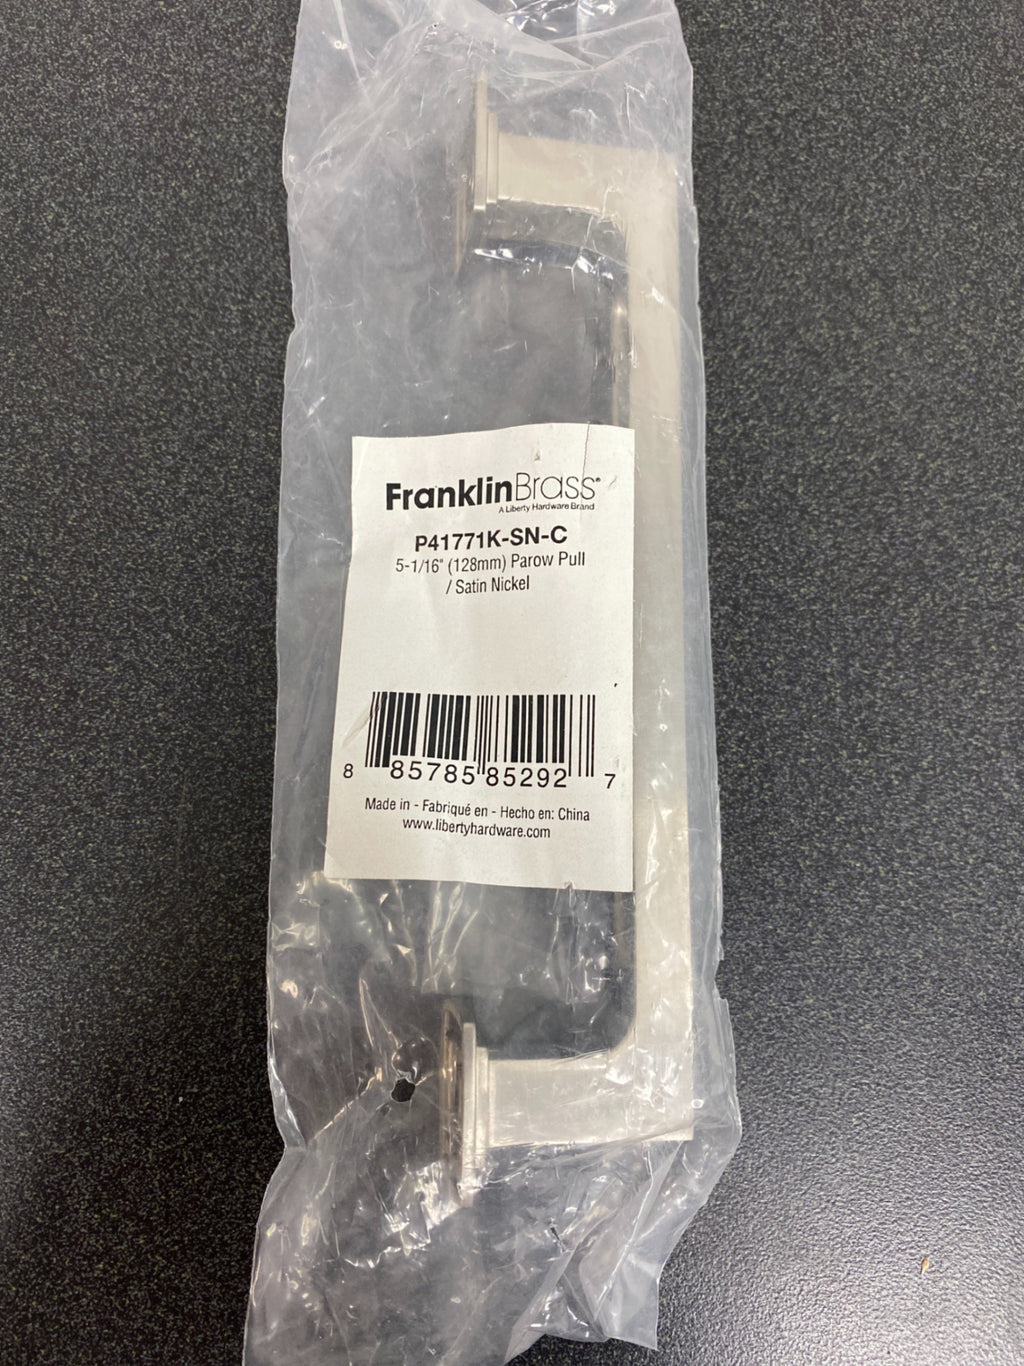 FranklinBrass®
A Liberty Hardware Brand
P41771K-SN-C
5-1/16" (128mm) Parow Pull
/ Satin Nickel
8 85785 85292 7
Made in - Fabriqué en - Hecho en: China
www.libertyhardware.com